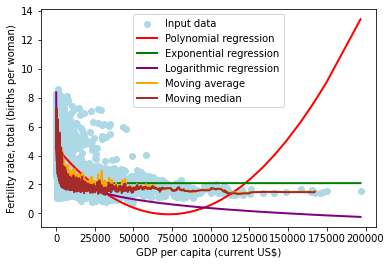 14
12
10
8
6
4
2
0
Fertility rate, total (births per woman)
Input data
Polynomial regression
Exponential regression
Logarithmic regression
Moving average
Moving median
0 25000 50000 75000 100000 125000 150000 175000 200000
GDP per capita (current US$)